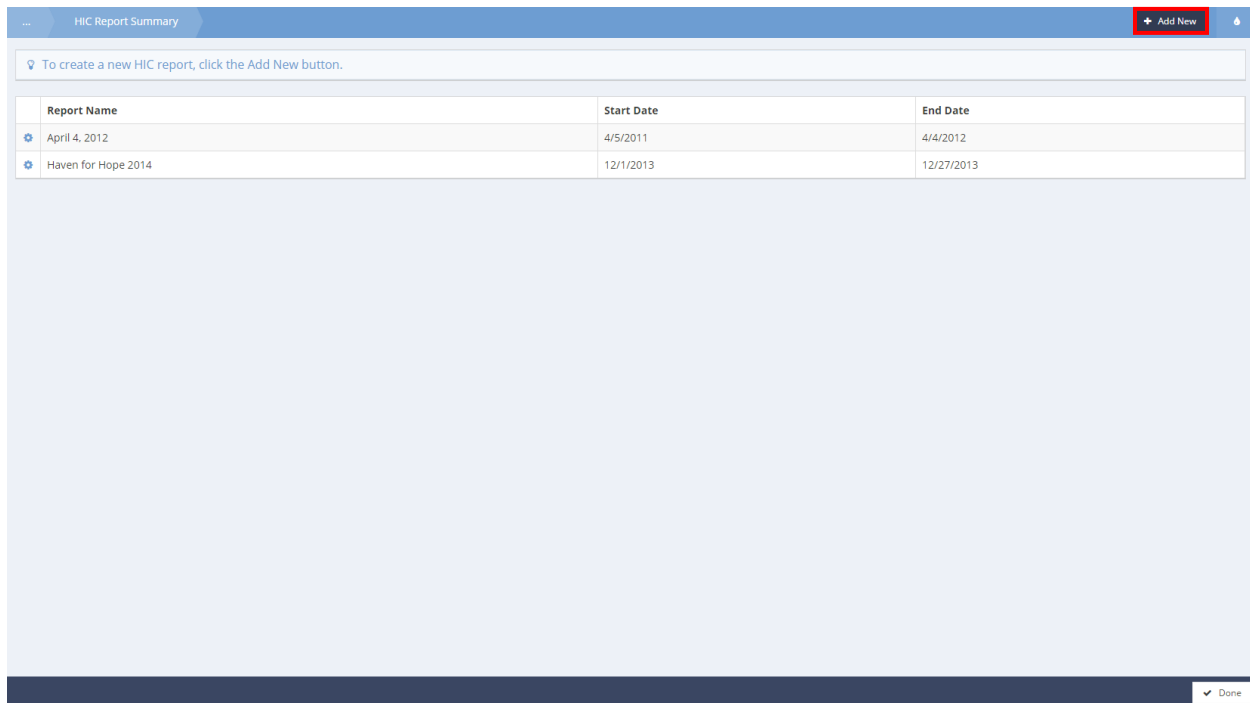 ... HIC Report Summary Add New
To create a new HIC report, click the Add New button.
Report Name Start Date End Date
April 4, 2012 4/5/2011 4/4/2012
Haven for Hope 2014 12/1/2013 12/27/2013
Done